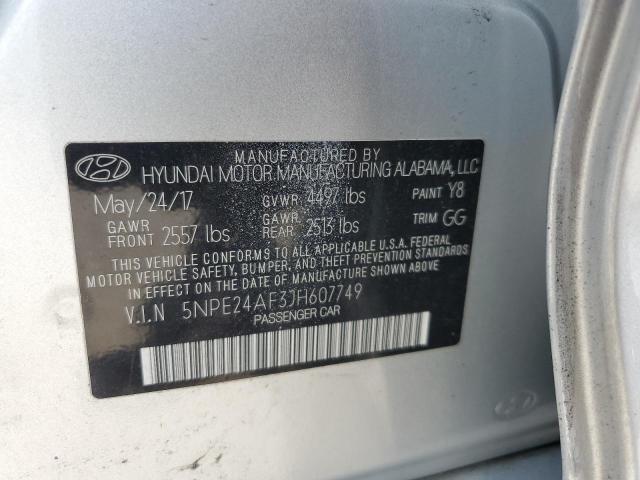 MANUFACTURED BY
HYUNDAI MOTOR MANUFACTURING ALABAMA, LLC
May/24/17 GVWR 4497 lbs PAINT Y8
GAWR FRONT 2557 lbs GAWR REAR 2513 lbs TRIM GG
THIS VEHICLE CONFORMS TO ALL APPLICABLE U.S.A. FEDERAL
MOTOR VEHICLE SAFETY, BUMPER, AND THEFT PREVENTION STANDARDS
IN EFFECT ON THE DATE OF MANUFACTURE SHOWN ABOVE.
V.I.N 5NPE24AF3JH607749
PASSENGER CAR